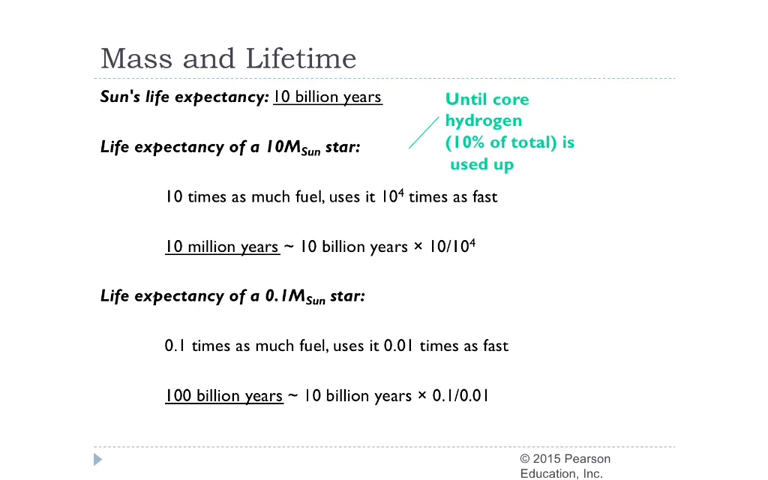 Mass and Lifetime
Sun's life expectancy: 10 billion years
Until core
hydrogen
(10% of total) is
used up
Life expectancy of a 10M_Sun star:
10 times as much fuel, uses it 10⁴ times as fast
10 million years ~ 10 billion years × 10/10⁴
Life expectancy of a 0.1M_Sun star:
0.1 times as much fuel, uses it 0.01 times as fast
100 billion years ~ 10 billion years × 0.1/0.01
© 2015 Pearson
Education, Inc.